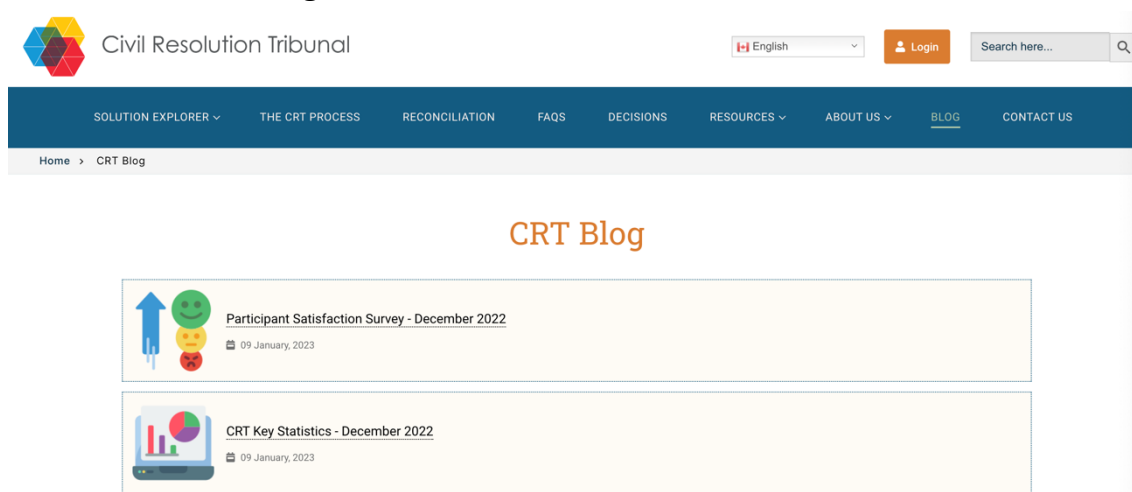 Civil Resolution Tribunal
English
Login
Search here...
SOLUTION EXPLORER THE CRT PROCESS RECONCILIATION FAQS DECISIONS RESOURCES ABOUT US BLOG CONTACT US
Home > CRT Blog
CRT Blog
Participant Satisfaction Survey - December 2022
09 January, 2023
CRT Key Statistics - December 2022
09 January, 2023